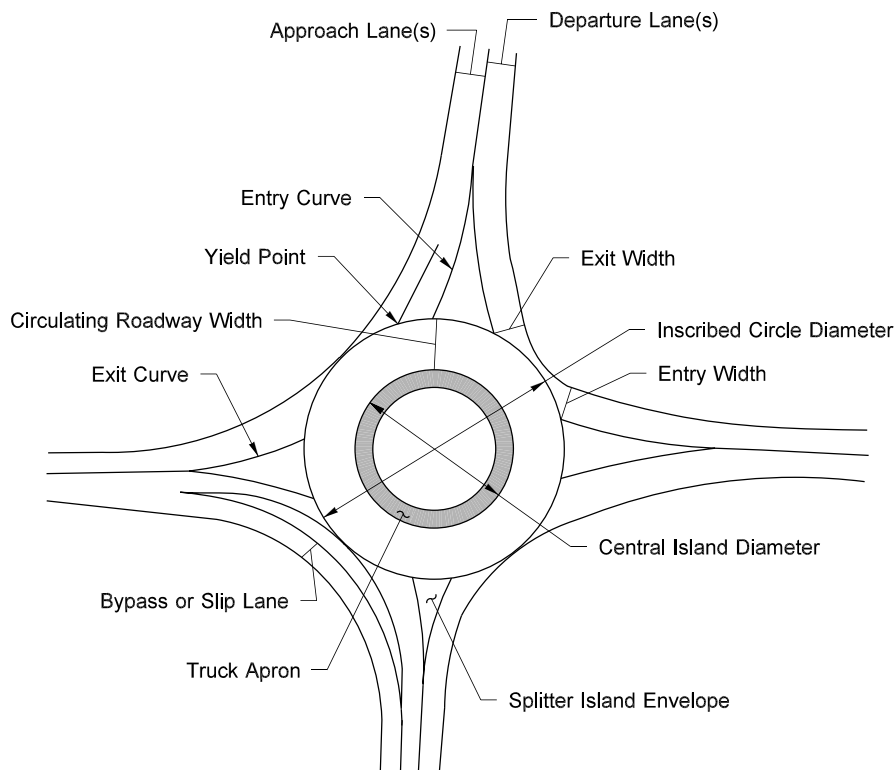 Departure Lane(s)
Approach Lane(s)
Entry Curve
Yield Point
Exit Width
Circulating Roadway Width
Inscribed Circle Diameter
Exit Curve
Entry Width
Central Island Diameter
Bypass or Slip Lane
Truck Apron
Splitter Island Envelope